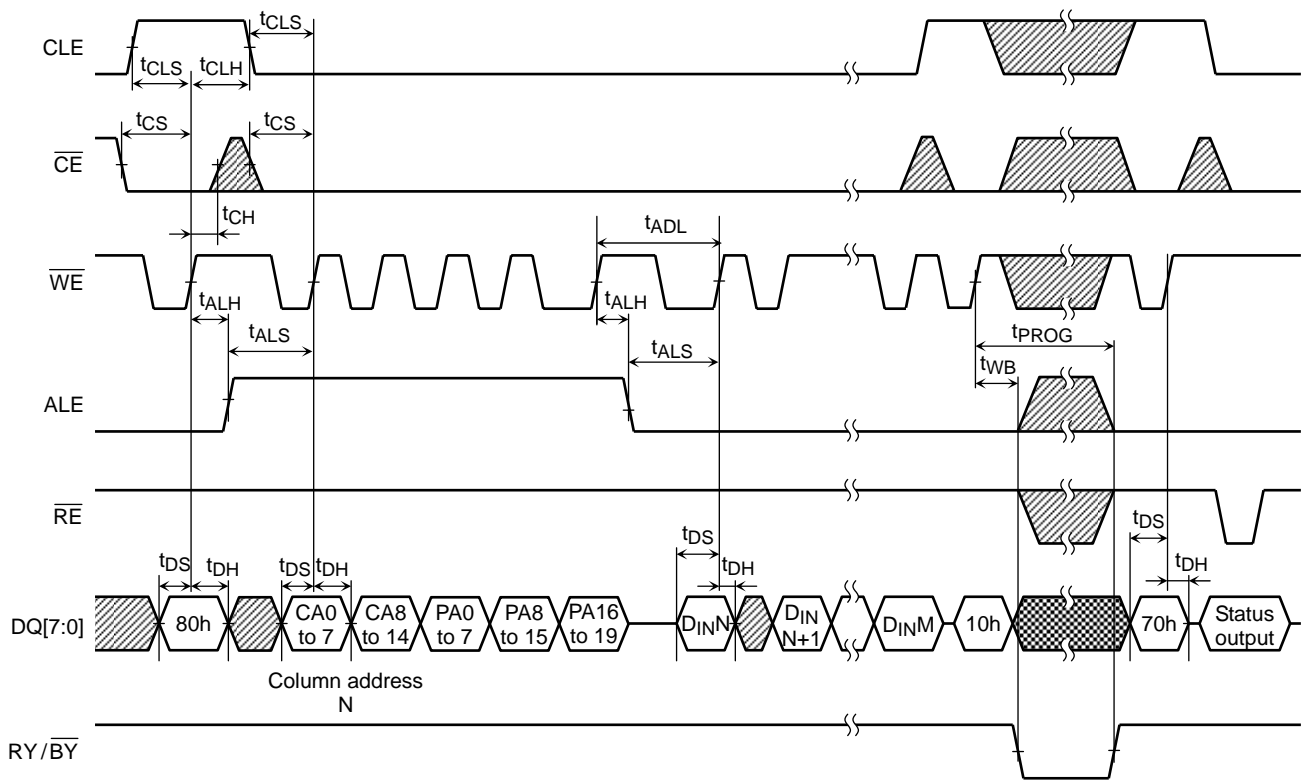 CLE
tCLS
tCLS
tCLH
CE
tCS
tCS
tCH
WE
tADL
tALH
tALH
tALS
tALS
tPROG
tWB
ALE
RE
tDS
tDH
tDS
tDH
tDS
tDH
tDS
tDH
DQ[7:0]
80h
CA0
to 7
CA8
to 14
PA0
to 7
PA8
to 15
PA16
to 19
DINN
DIN
N+1
DINM
10h
70h
Status
output
Column address
N
RY/BY